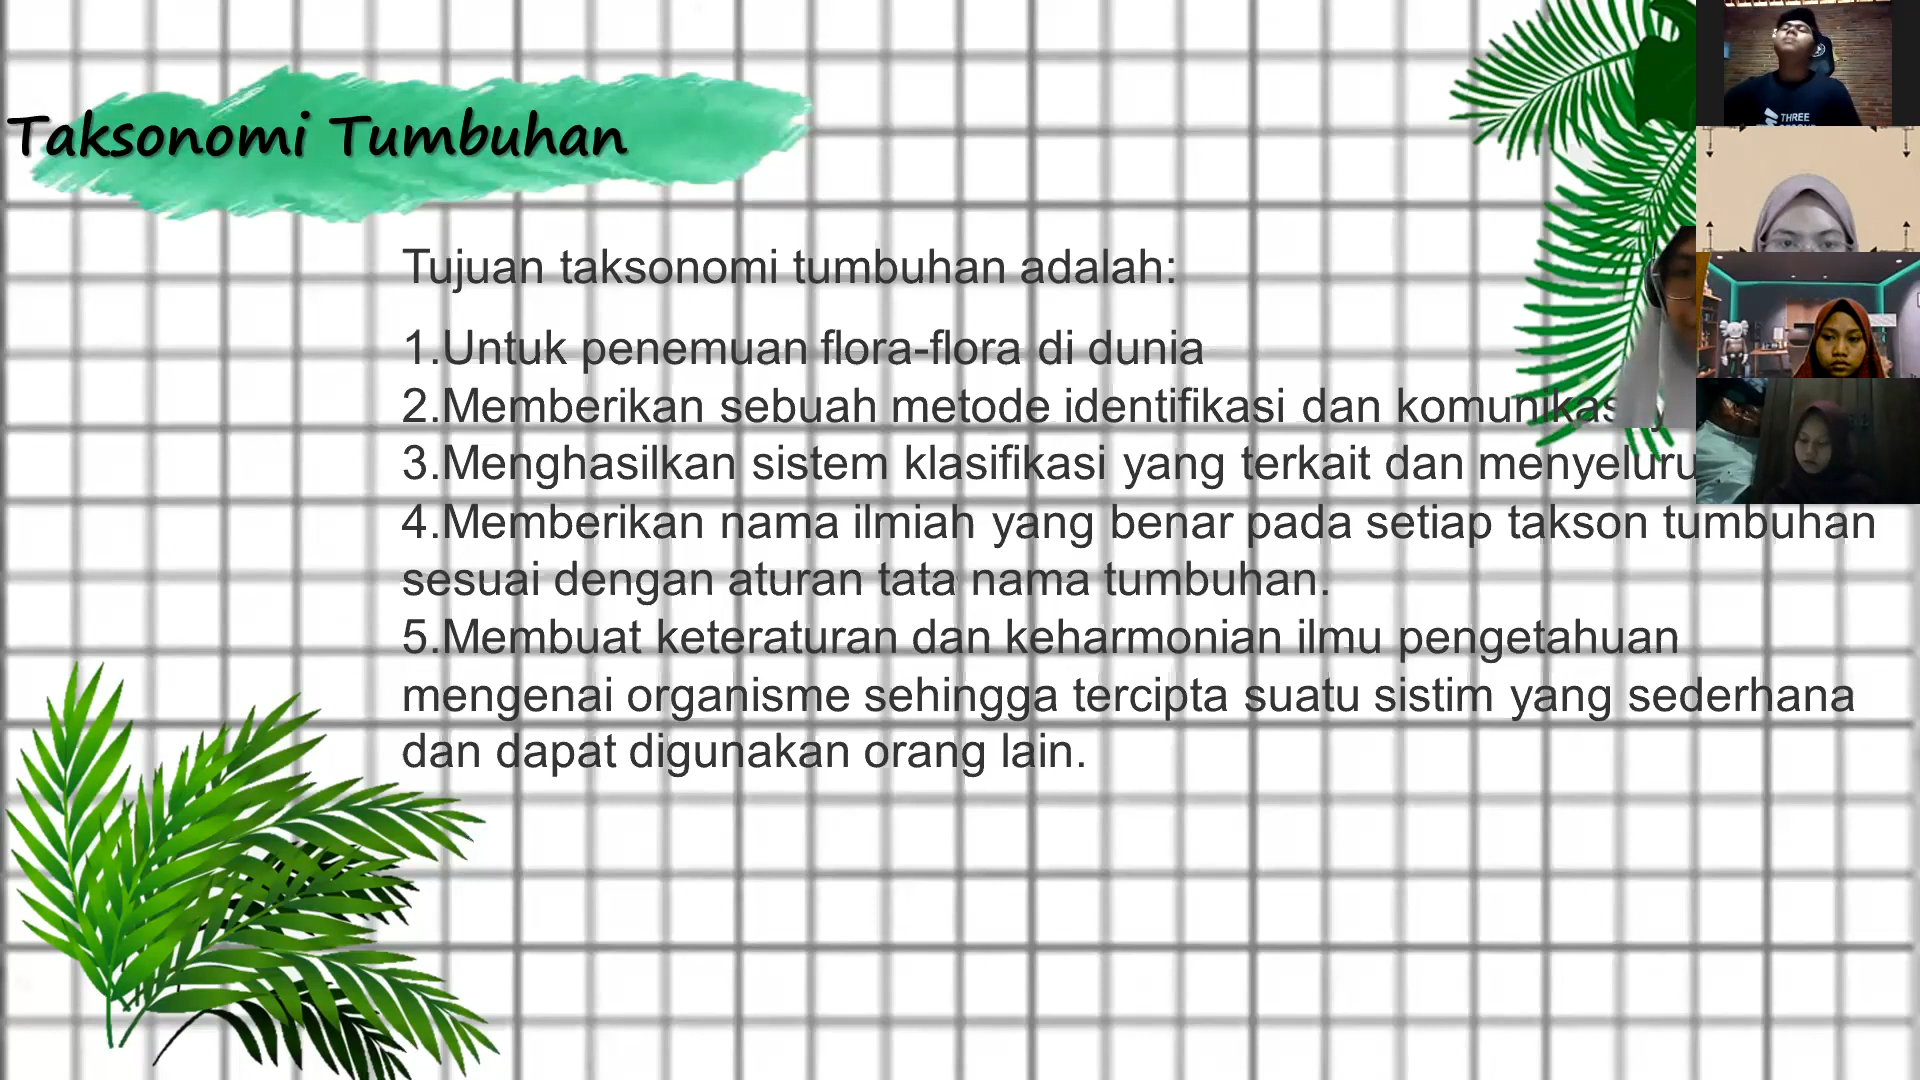 Taksonomi Tumbuhan
THREE
Tujuan taksonomi tumbuhan adalah:
1.Untuk penemuan flora-flora di dunia
2.Memberikan sebuah metode identifikasi dan
3.Menghasilkan sistem klasifikasi yang terkait dan
4.Memberikan nama ilmiah yang benar pada setiap takson tumbuhan
sesuai dengan aturan tata nama tumbuhan.
5.Membuat keteraturan dan keharmonian ilmu pengetahuan
mengenai organisme sehingga tercipta suatu sistim yang sederhana
dan dapat digunakan orang lain.